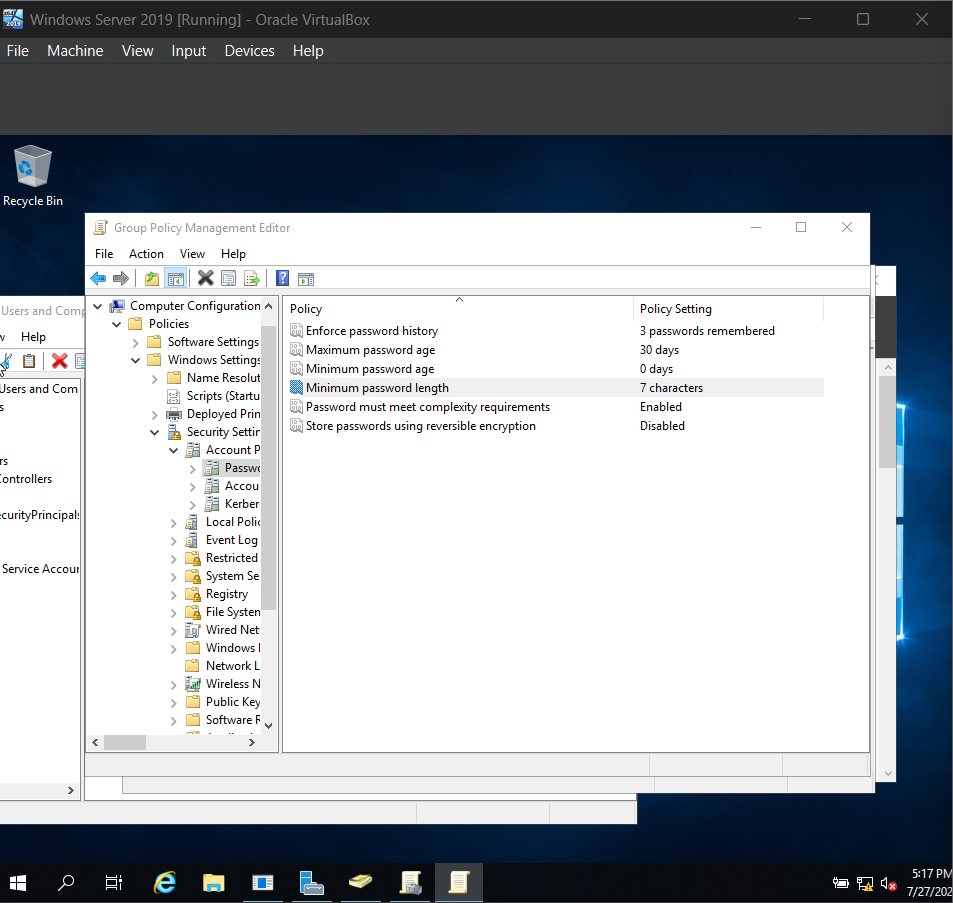 Windows Server 2019 [Running] - Oracle VirtualBox
File Machine View Input Devices Help
Recycle Bin
Group Policy Management Editor
File Action View Help
Users and Comp
Help
Users and Com
Controllers
ecurityPrincipals
Service Accour
Computer Configuration
Policies
Software Settings
Windows Settings
Name Resolut
Scripts (Startu
Deployed Prin
Security Settir
Account P
Passwo
Accou
Kerber
Local Polic
Event Log
Restricted
System Se
Registry
File System
Wired Net
Windows
Network L
Wireless N
Public Key
Software R
Policy Policy Setting
Enforce password history 3 passwords remembered
Maximum password age 30 days
Minimum password age 0 days
Minimum password length 7 characters
Password must meet complexity requirements Enabled
Store passwords using reversible encryption Disabled
5:17 PM
7/27/202